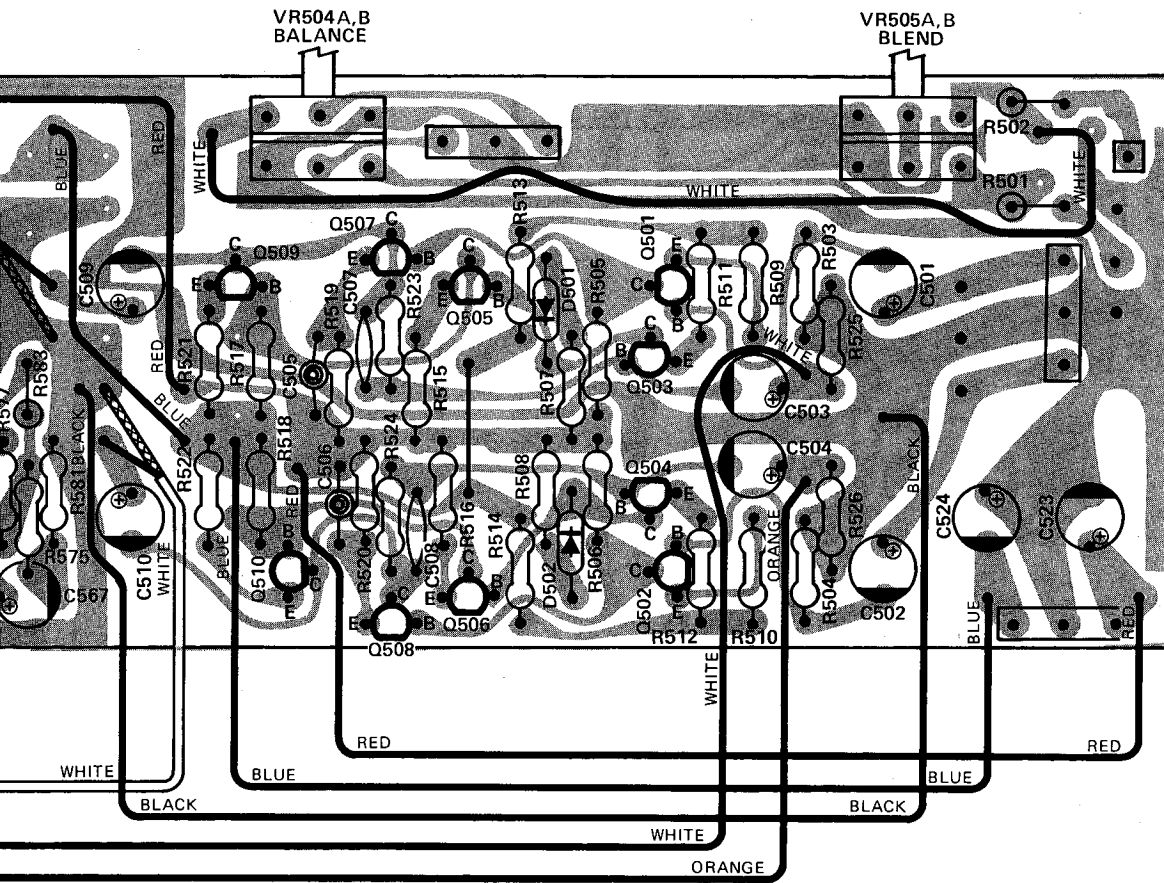 VR504A,B
BALANCE
VR505A,B
BLEND
RED
BLUE
WHITE
WHITE
R502
R501
WHITE
R513
C509
Q509
C
E
B
Q507
C
E
B
R519
C507
R523
C
Q505
D501
R505
Q501
E
C
B
R511
R509
R503
C501
R525
RED
R521
R517
C505
R515
R507
C
B
E
Q503
WHITE
C503
R583
BLACK
BLUE
R518
R524
C504
R581
R522
RED
C506
R516
R508
Q504
B
E
C
BLACK
R526
C524
C523
R575
C510
WHITE
BLUE
Q510
B
C
E
R520
C508
C
E
B
Q506
R514
D502
R506
Q502
B
C
E
R512
R510
ORANGE
R504
C502
C567
C
E
B
Q508
BLUE
RED
WHITE
RED
RED
WHITE
BLUE
BLUE
BLACK
BLACK
WHITE
ORANGE